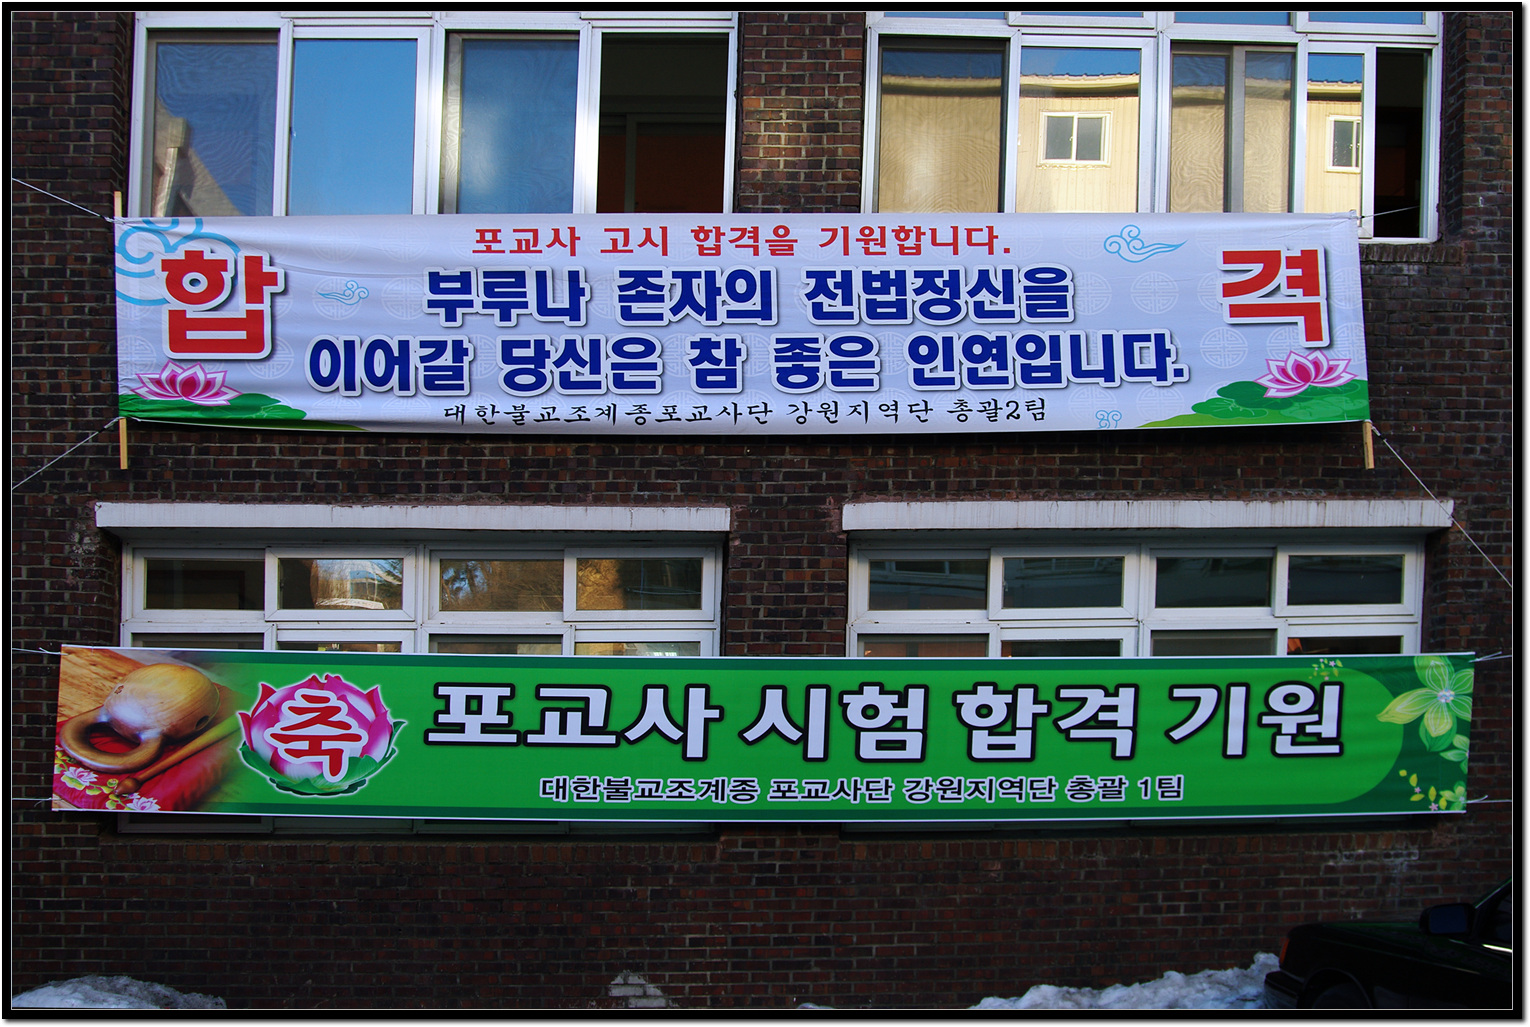 포교사 고시 합격을 기원합니다.
합 격
부루나 존자의 전법정신을
이어갈 당신은 참 좋은 인연입니다.
대한불교조계종포교사단 강원지역단 총괄2팀
축 포교사 시험 합격 기원
대한불교조계종 포교사단 강원지역단 총괄 1팀